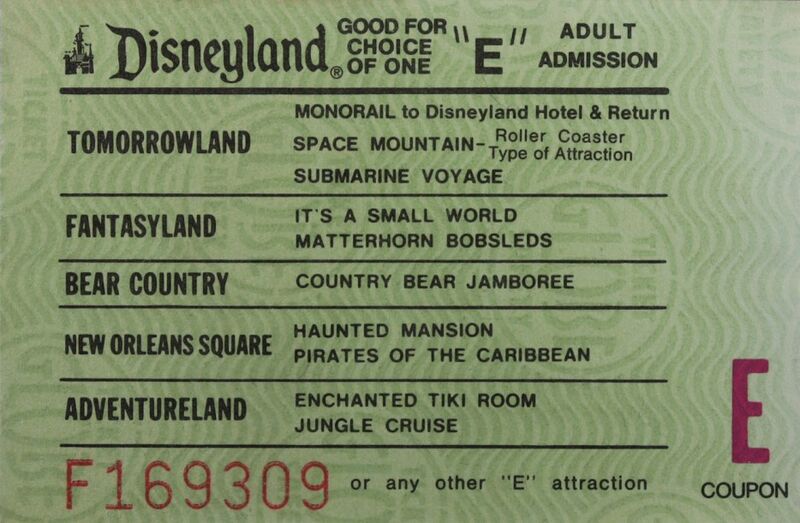 Disneyland® GOOD FOR CHOICE OF ONE "E" ADULT ADMISSION
TOMORROWLAND
MONORAIL to Disneyland Hotel & Return
SPACE MOUNTAIN- Roller Coaster Type of Attraction
SUBMARINE VOYAGE
FANTASYLAND
IT'S A SMALL WORLD
MATTERHORN BOBSLEDS
BEAR COUNTRY
COUNTRY BEAR JAMBOREE
NEW ORLEANS SQUARE
HAUNTED MANSION
PIRATES OF THE CARIBBEAN
ADVENTURELAND
ENCHANTED TIKI ROOM
JUNGLE CRUISE
F169309
or any other "E" attraction
E
COUPON